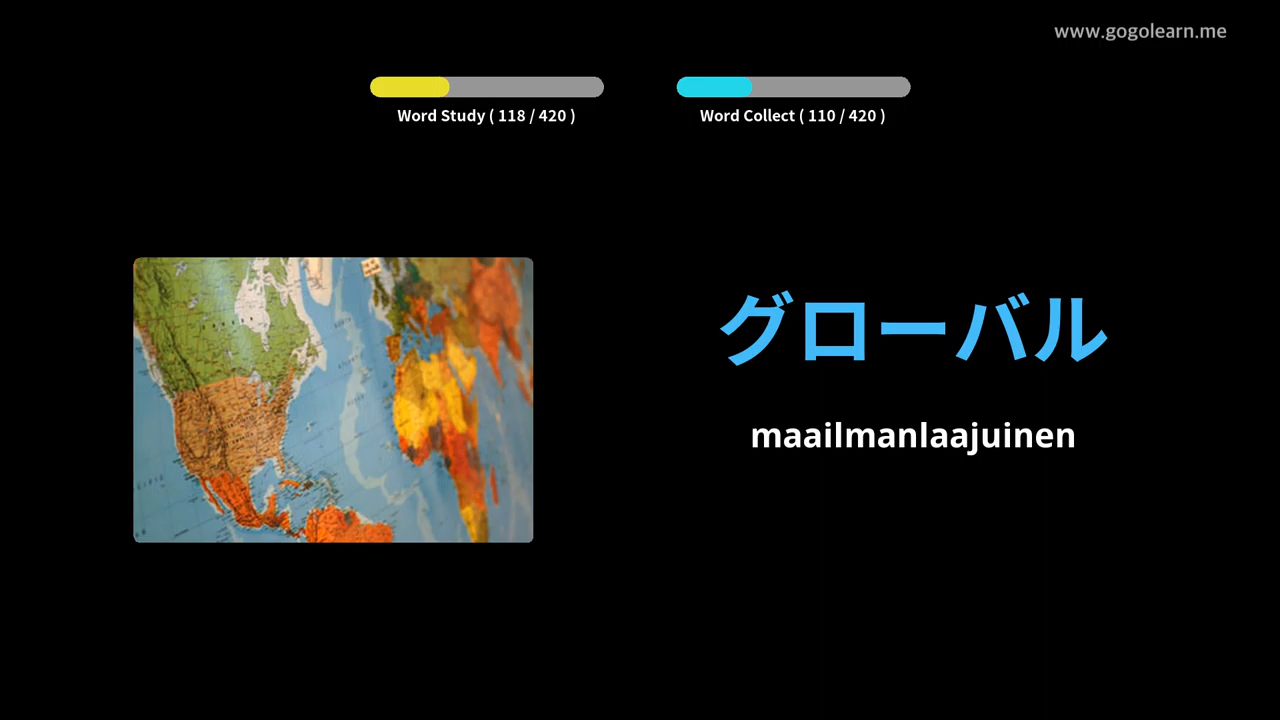 www.gogolearn.me
Word Study ( 118 / 420 )
Word Collect ( 110 / 420 )
グローバル
maailmanlaajuinen